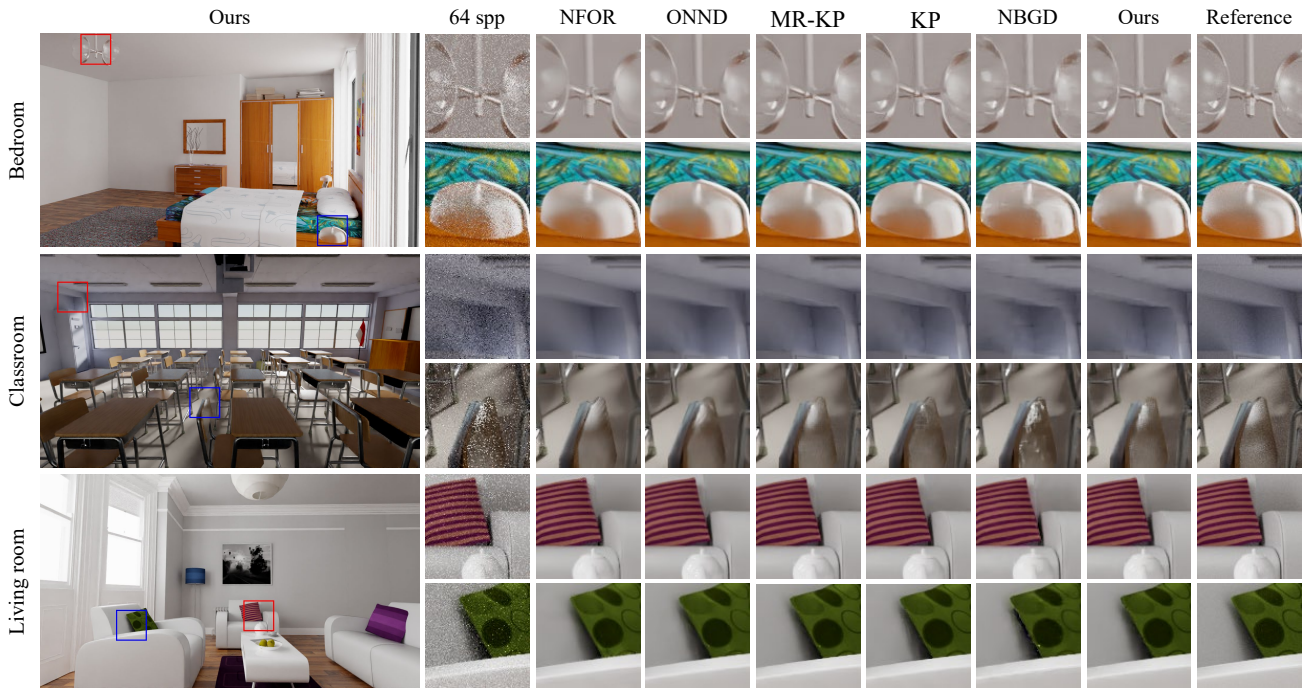 Ours 64 spp NFOR ONND MR-KP KP NBGD Ours Reference
Bedroom
Classroom
Living room